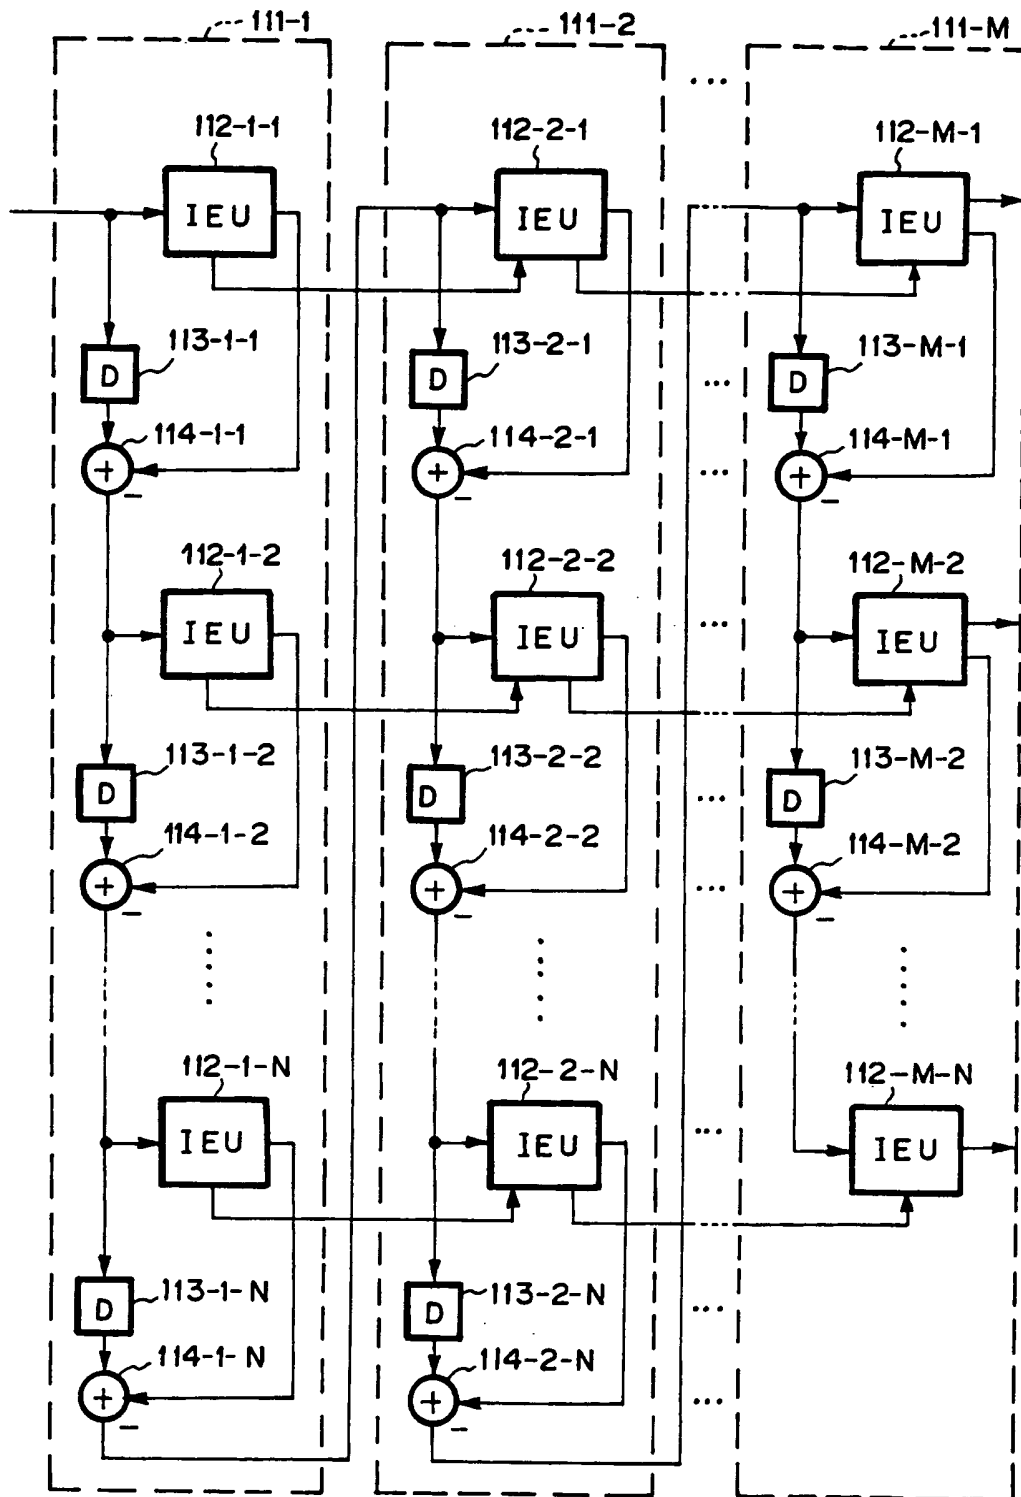 111-1 111-2 111-M
...
112-1-1 112-2-1 112-M-1
IEU IEU IEU
...
113-1-1 113-2-1 113-M-1
D D ... D
114-1-1 114-2-1 114-M-1
+ + ... +
− − −
112-1-2 112-2-2 112-M-2
IEU IEU ... IEU
...
113-1-2 113-2-2 113-M-2
D D ... D
114-1-2 114-2-2 114-M-2
+ + ... +
− − −
112-1-N 112-2-N 112-M-N
IEU IEU ... IEU
...
113-1-N 113-2-N
D D ...
114-1-N 114-2-N
+ + ...
− −